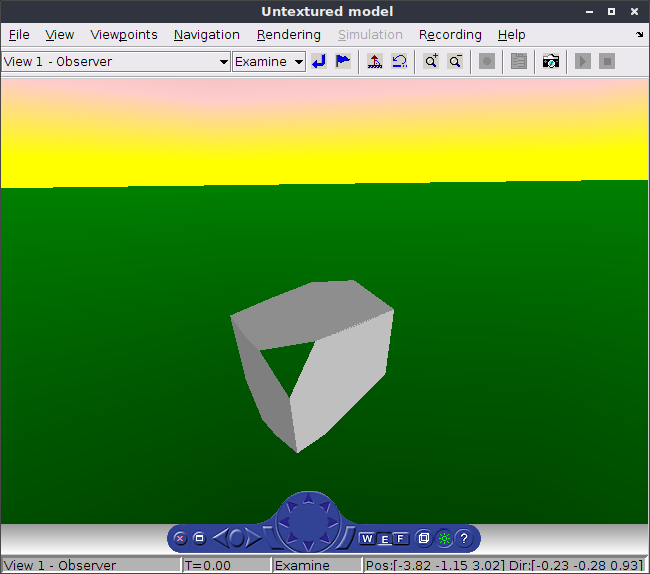 Untextured model
File View Viewpoints Navigation Rendering Simulation Recording Help
View 1 - Observer Examine
W E F ?
View 1 - Observer T=0.00 Examine Pos:[-3.82 -1.15 3.02] Dir:[-0.23 -0.28 0.93]